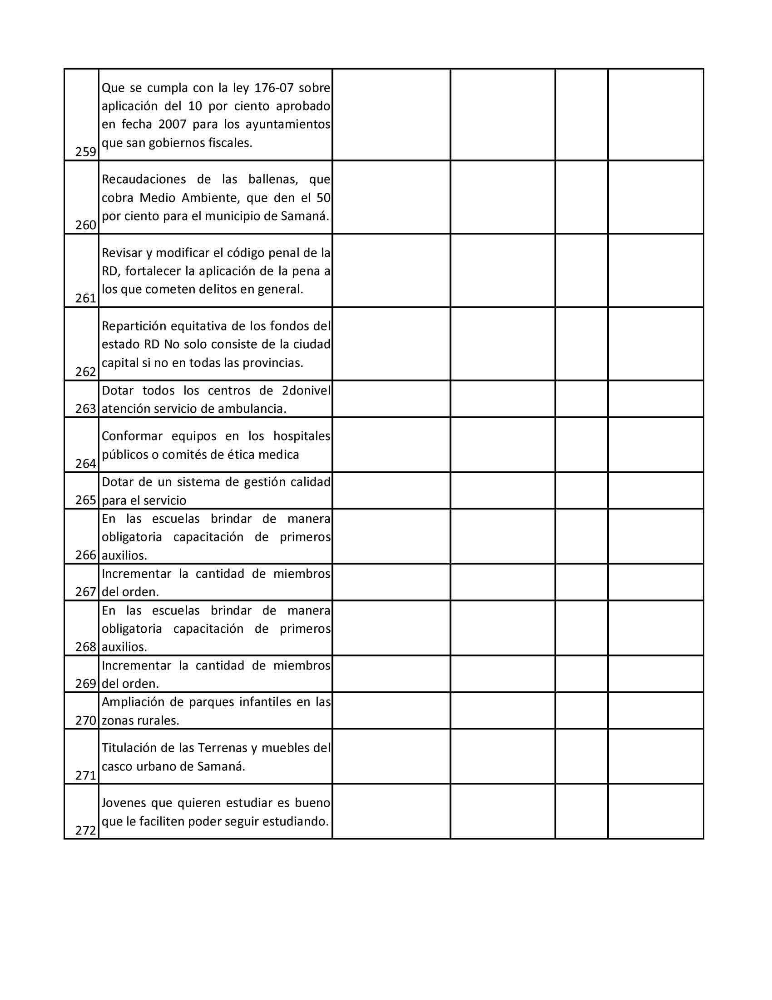 Que se cumpla con la ley 176-07 sobre
aplicación del 10 por ciento aprobado
en fecha 2007 para los ayuntamientos
que san gobiernos fiscales.
259
Recaudaciones de las ballenas, que
cobra Medio Ambiente, que den el 50
por ciento para el municipio de Samaná.
260
Revisar y modificar el código penal de la
RD, fortalecer la aplicación de la pena a
los que cometen delitos en general.
261
Repartición equitativa de los fondos del
estado RD No solo consiste de la ciudad
capital si no en todas las provincias.
262
Dotar todos los centros de 2donivel
263 atención servicio de ambulancia.
Conformar equipos en los hospitales
públicos o comités de ética medica
264
Dotar de un sistema de gestión calidad
265 para el servicio
En las escuelas brindar de manera
obligatoria capacitación de primeros
266 auxilios.
Incrementar la cantidad de miembros
267 del orden.
En las escuelas brindar de manera
obligatoria capacitación de primeros
268 auxilios.
Incrementar la cantidad de miembros
269 del orden.
Ampliación de parques infantiles en las
270 zonas rurales.
Titulación de las Terrenas y muebles del
casco urbano de Samaná.
271
Jovenes que quieren estudiar es bueno
que le faciliten poder seguir estudiando.
272